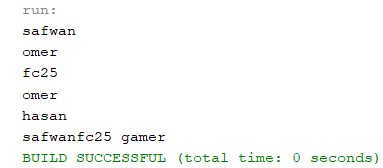 run:
safwan
omer
fc25
omer
hasan
safwanfc25 gamer
BUILD SUCCESSFUL (total time: 0 seconds)